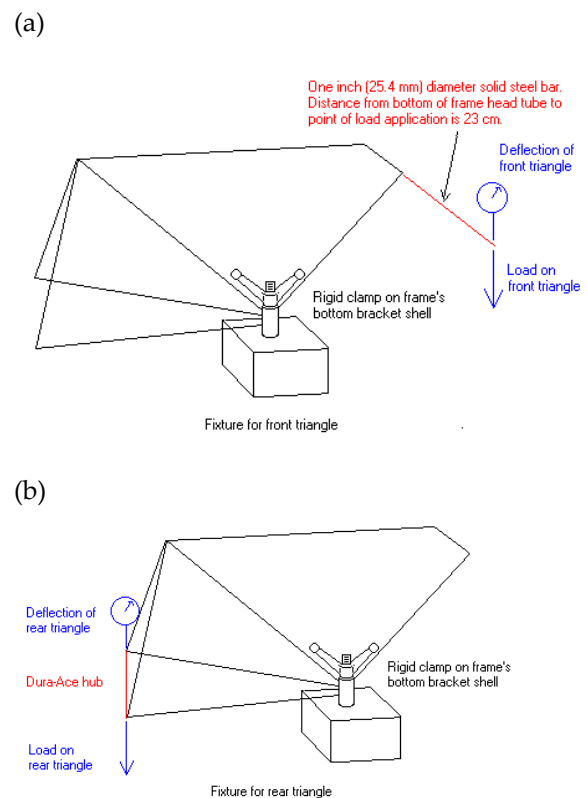 (a)
One inch (25.4 mm) diameter solid steel bar.
Distance from bottom of frame head tube to
point of load application is 23 cm.
Deflection of
front triangle
Load on
front triangle
Rigid clamp on frame's
bottom bracket shell
Fixture for front triangle
(b)
Deflection of
rear triangle
Dura-Ace hub
Rigid clamp on frame's
bottom bracket shell
Load on
rear triangle
Fixture for rear triangle